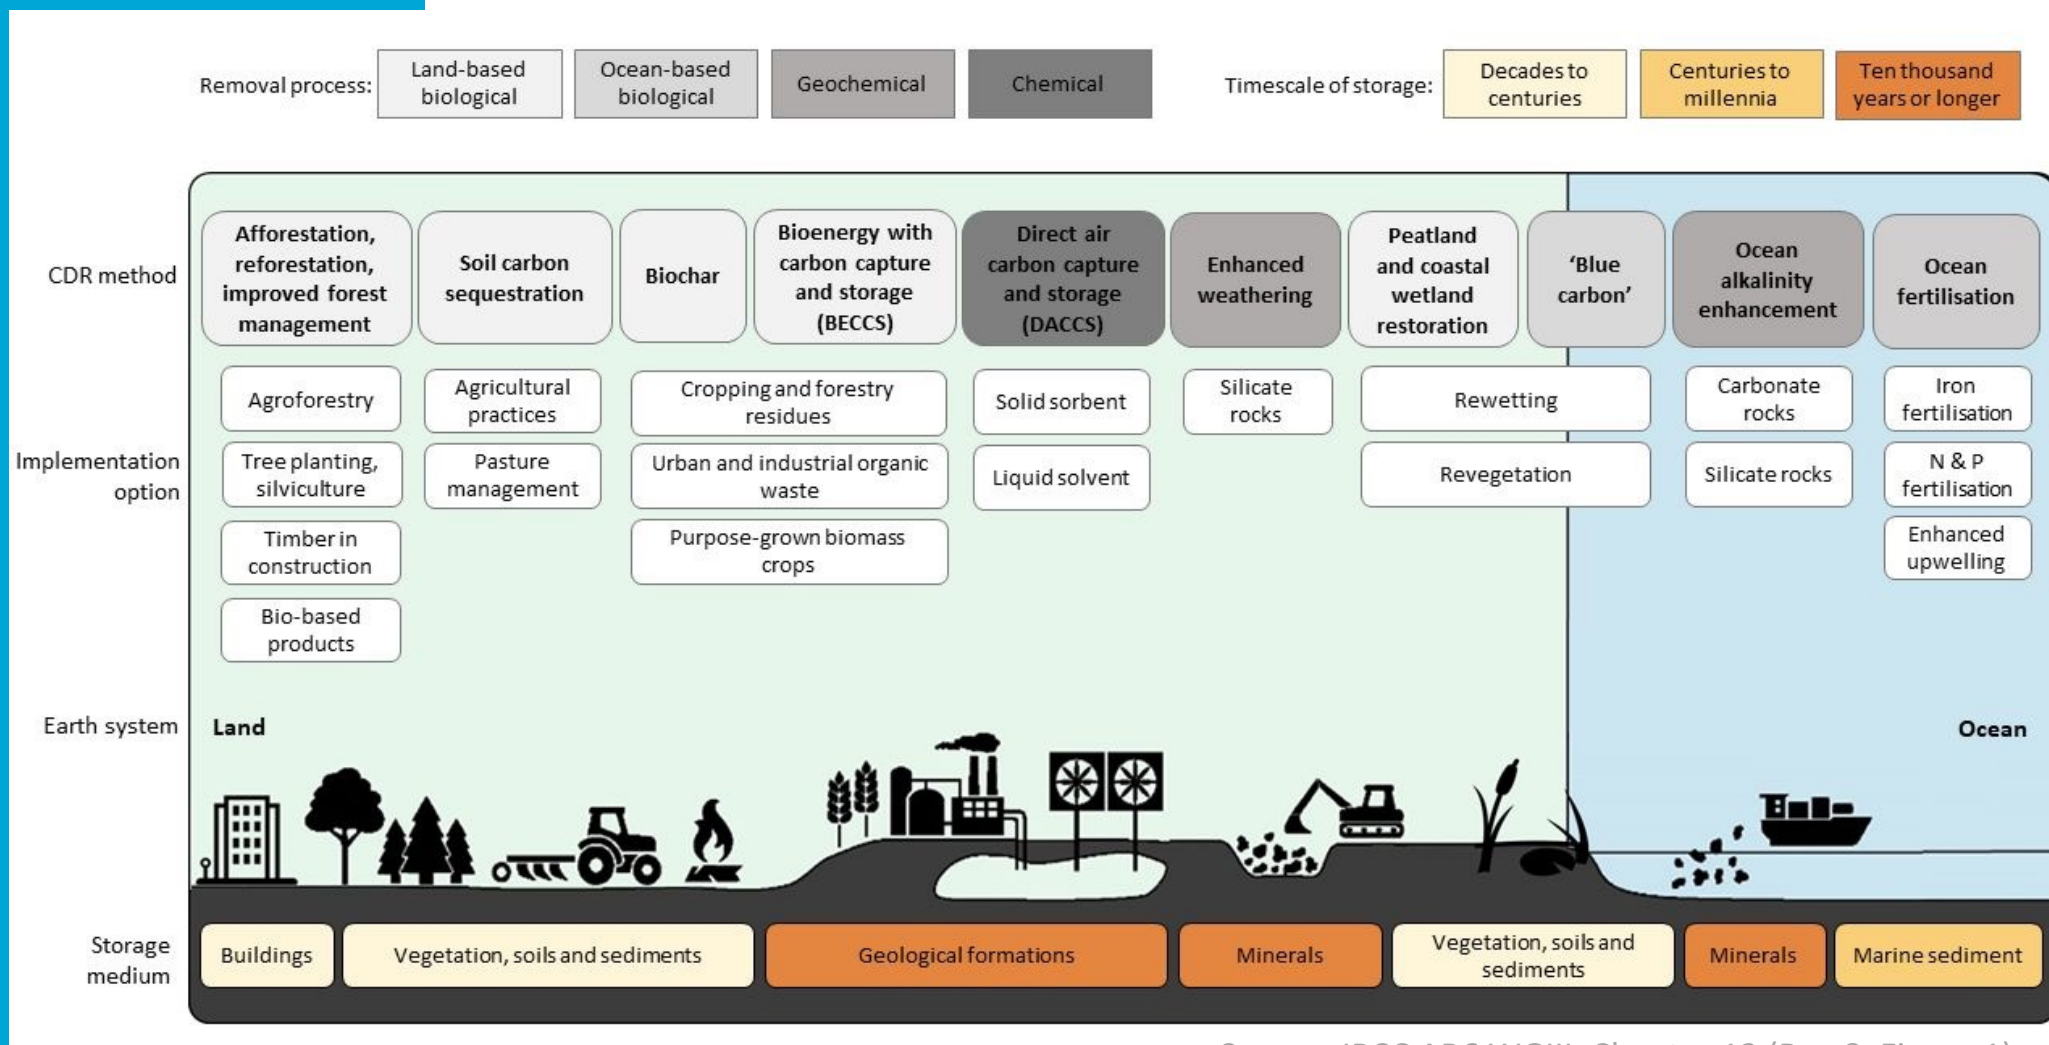 Removal process:
Land-based
biological
Ocean-based
biological
Geochemical
Chemical
Timescale of storage:
Decades to
centuries
Centuries to
millennia
Ten thousand
years or longer
CDR method
Afforestation,
reforestation,
improved forest
management
Soil carbon
sequestration
Biochar
Bioenergy with
carbon capture
and storage
(BECCS)
Direct air
carbon capture
and storage
(DACCS)
Enhanced
weathering
Peatland
and coastal
wetland
restoration
‘Blue
carbon’
Ocean
alkalinity
enhancement
Ocean
fertilisation
Implementation
option
Agroforestry
Tree planting,
silviculture
Timber in
construction
Bio-based
products
Agricultural
practices
Pasture
management
Cropping and forestry
residues
Urban and industrial organic
waste
Purpose-grown biomass
crops
Solid sorbent
Liquid solvent
Silicate
rocks
Rewetting
Revegetation
Carbonate
rocks
Silicate rocks
Iron
fertilisation
N & P
fertilisation
Enhanced
upwelling
Earth system
Land
Ocean
Storage
medium
Buildings
Vegetation, soils and sediments
Geological formations
Minerals
Vegetation, soils and
sediments
Minerals
Marine sediment